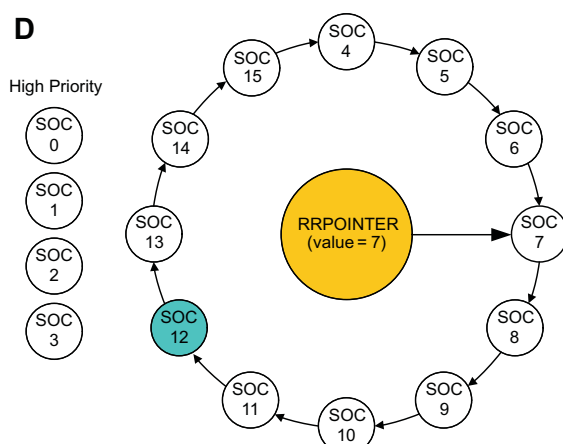 D
High Priority
SOC
0
SOC
1
SOC
2
SOC
3
SOC
4
SOC
5
SOC
6
SOC
7
SOC
8
SOC
9
SOC
10
SOC
11
SOC
12
SOC
13
SOC
14
SOC
15
RRPOINTER
(value = 7)